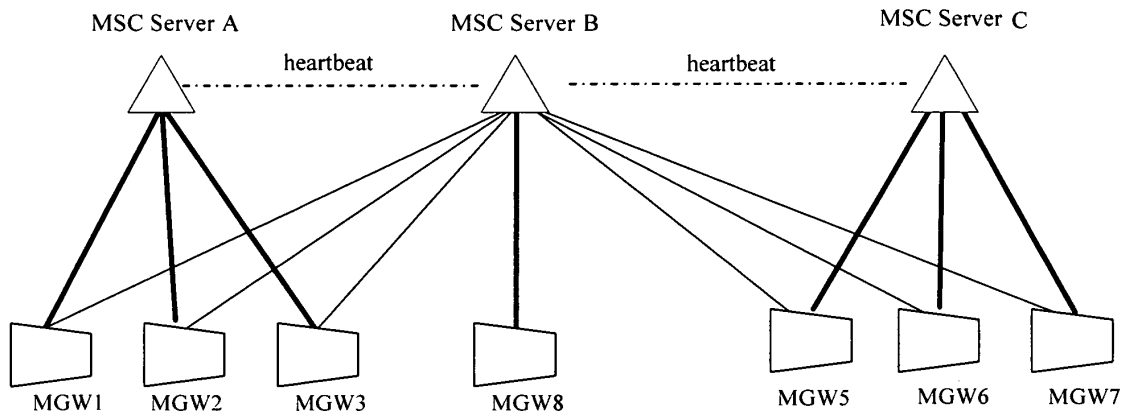 MSC Server A
MSC Server B
MSC Server C
heartbeat
heartbeat
MGW1
MGW2
MGW3
MGW8
MGW5
MGW6
MGW7